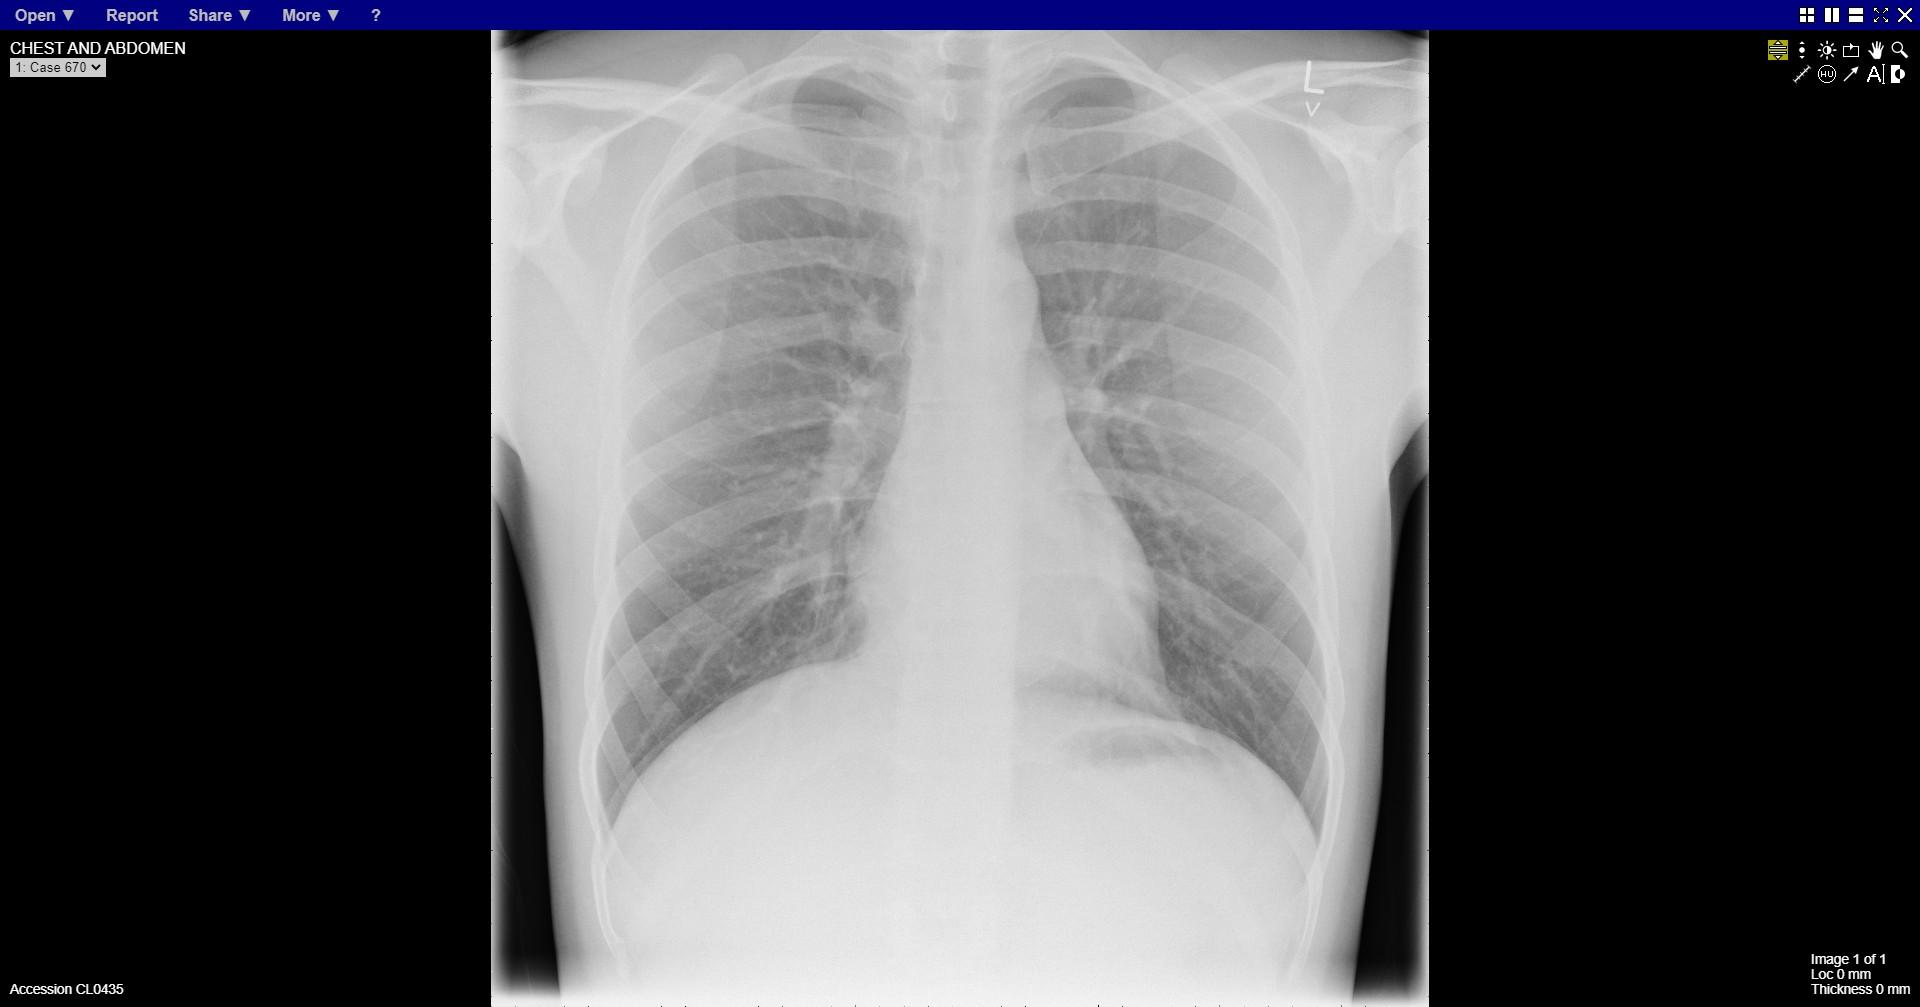 Open ▼ Report Share ▼ More ▼ ?
CHEST AND ABDOMEN
1: Case 670
L
V
HU
A
Image 1 of 1
Loc 0 mm
Accession CL0435
Thickness 0 mm